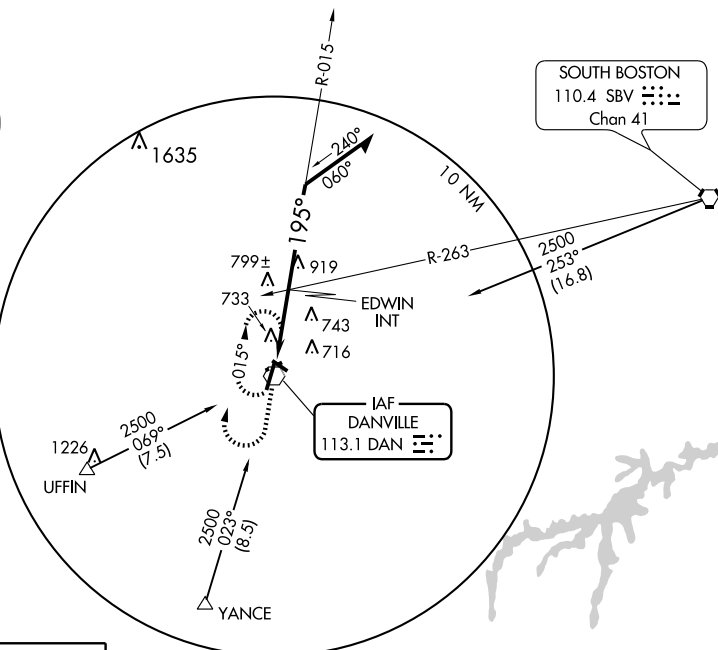 R-015
SOUTH BOSTON
110.4 SBV
Chan 41
1635
240°
060°
10 NM
195°
R-263
2500
253°
(16.8)
799±
919
EDWIN
INT
733
743
716
015°
IAF
DANVILLE
113.1 DAN
2500
069°
(7.5)
1226
UFFIN
2500
023°
(8.5)
YANCE